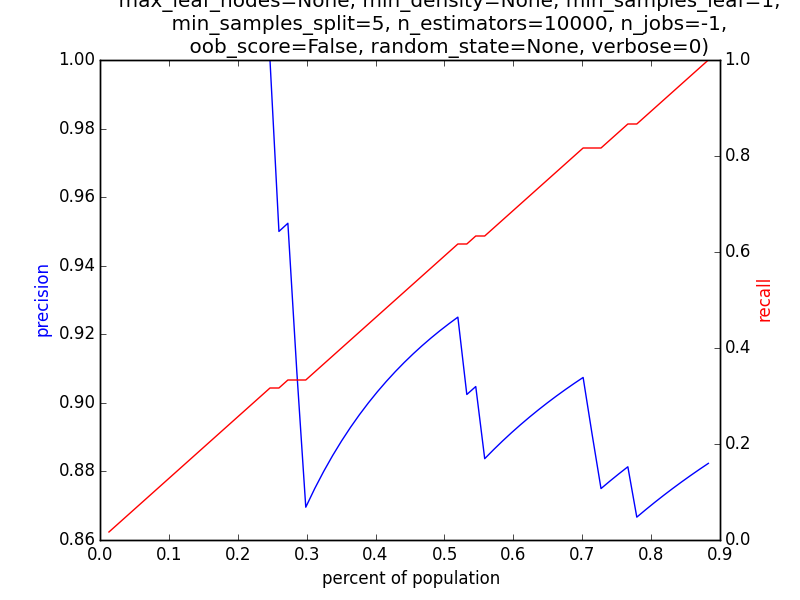 max_leaf_nodes=None, min_density=None, min_samples_leaf=1,
min_samples_split=5, n_estimators=10000, n_jobs=-1,
oob_score=False, random_state=None, verbose=0)
1.00
0.98
0.96
0.94
0.92
0.90
0.88
0.86
precision
1.0
0.8
0.6
0.4
0.2
0.0
recall
0.0 0.1 0.2 0.3 0.4 0.5 0.6 0.7 0.8 0.9
percent of population